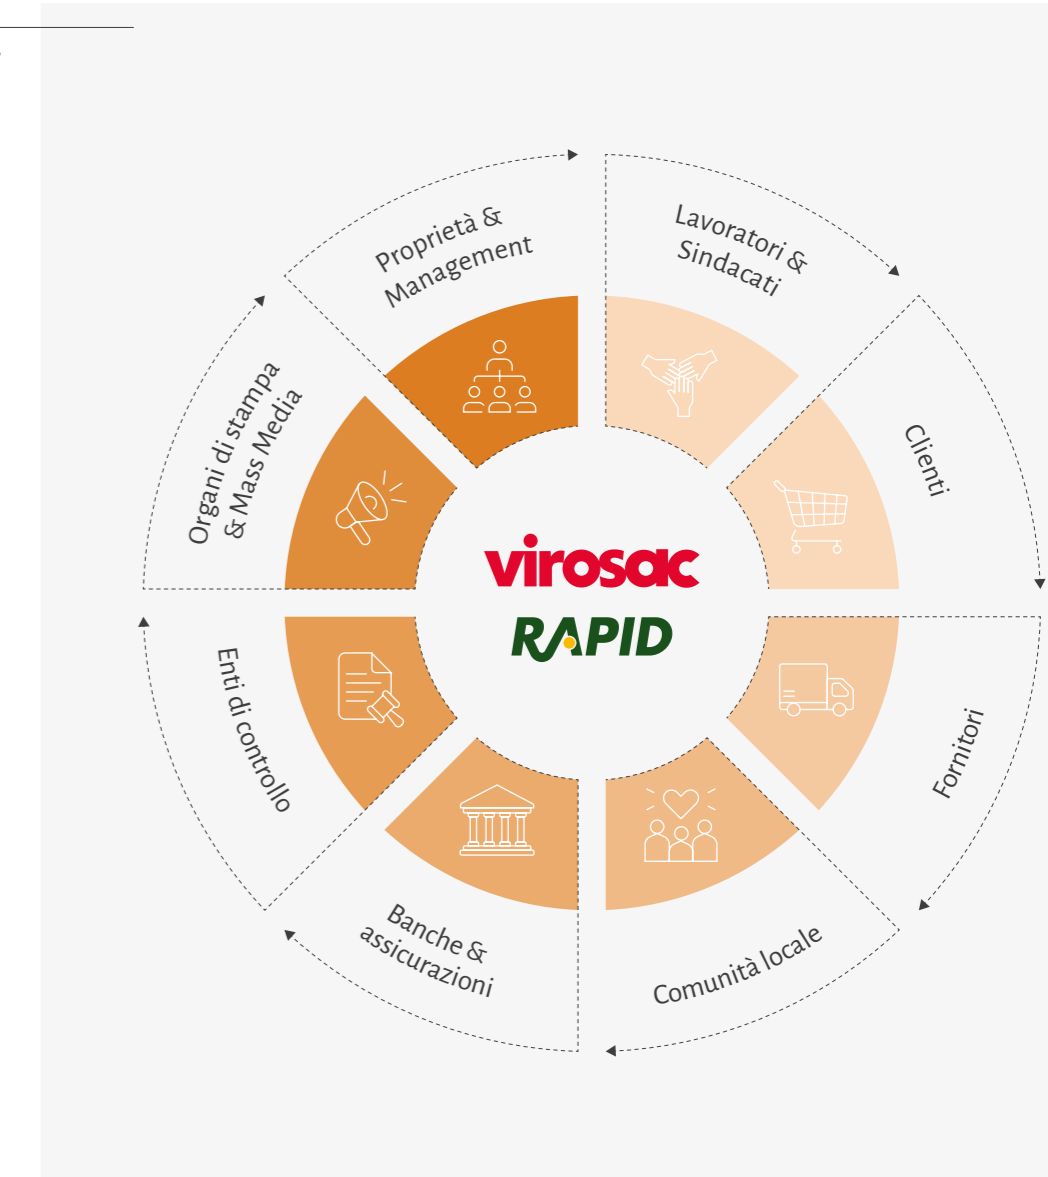 Proprietà &
Management
Lavoratori &
Sindacati
Clienti
Fornitori
Comunità locale
Banche &
assicurazioni
Enti di controllo
Organi di stampa
& Mass Media
virosac
RAPID